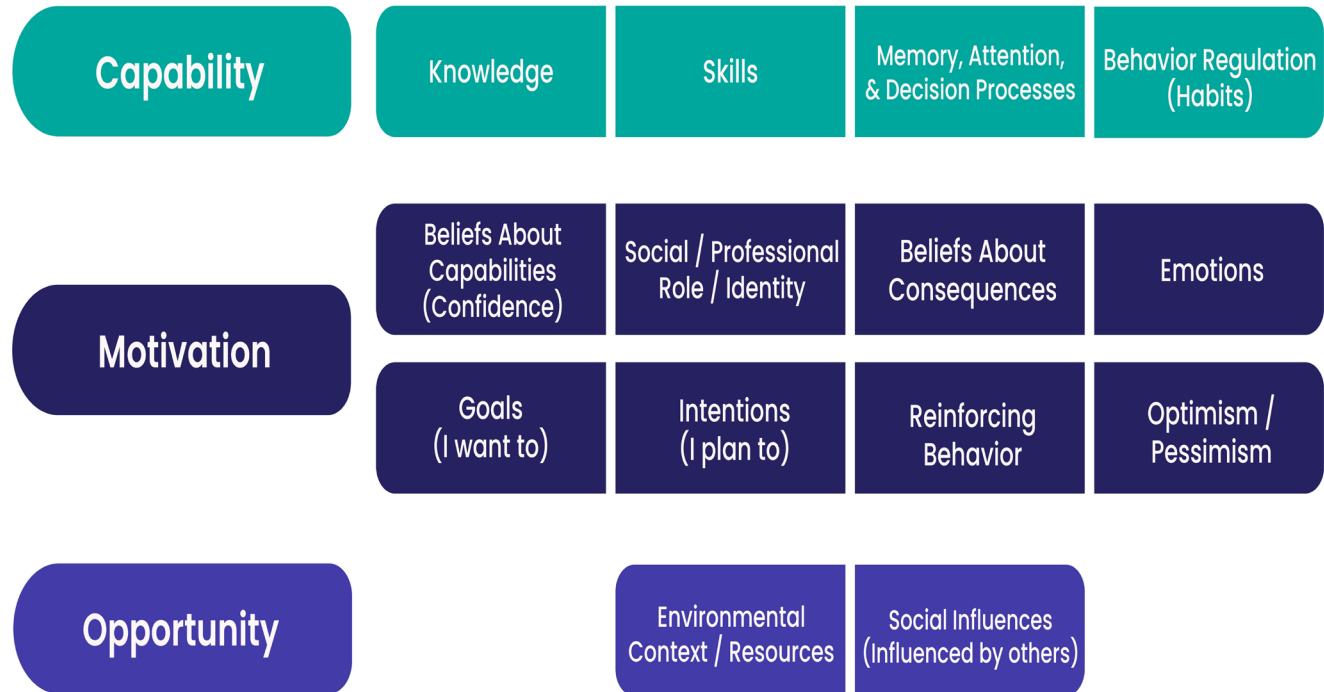 Capability
Knowledge
Skills
Memory, Attention,
& Decision Processes
Behavior Regulation
(Habits)
Motivation
Beliefs About
Capabilities
(Confidence)
Social / Professional
Role / Identity
Beliefs About
Consequences
Emotions
Goals
(I want to)
Intentions
(I plan to)
Reinforcing
Behavior
Optimism /
Pessimism
Opportunity
Environmental
Context / Resources
Social Influences
(Influenced by others)